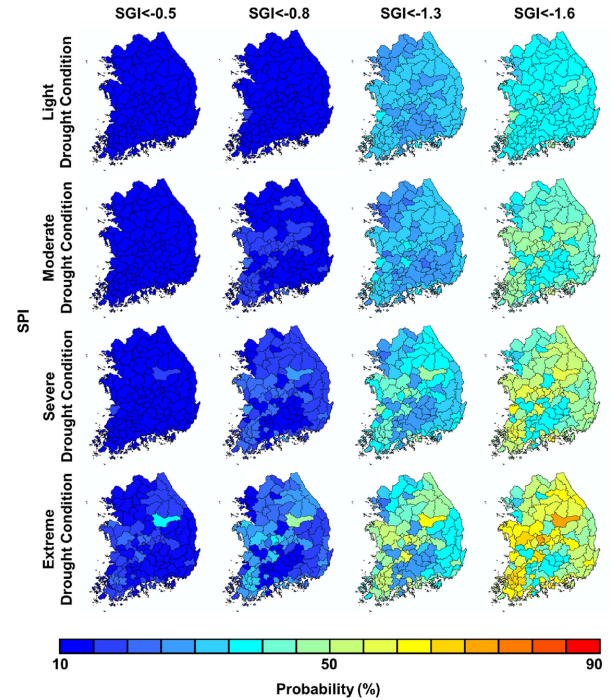 SGI<-0.5 SGI<-0.8 SGI<-1.3 SGI<-1.6
SPI
Light
Drought Condition
Moderate
Drought Condition
Severe
Drought Condition
Extreme
Drought Condition
10 50 90
Probability (%)